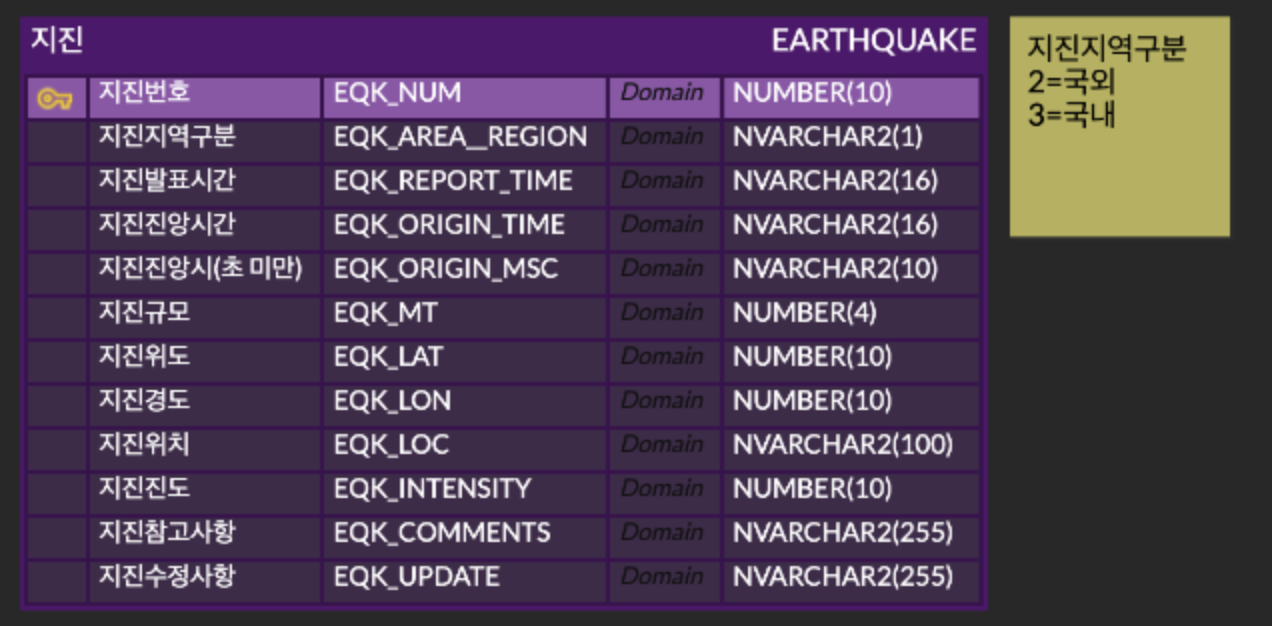 지진 EARTHQUAKE
지진번호 EQK_NUM Domain NUMBER(10)
지진지역구분 EQK_AREA__REGION Domain NVARCHAR2(1)
지진발표시간 EQK_REPORT_TIME Domain NVARCHAR2(16)
지진진앙시간 EQK_ORIGIN_TIME Domain NVARCHAR2(16)
지진진앙시(초 미만) EQK_ORIGIN_MSC Domain NVARCHAR2(10)
지진규모 EQK_MT Domain NUMBER(4)
지진위도 EQK_LAT Domain NUMBER(10)
지진경도 EQK_LON Domain NUMBER(10)
지진위치 EQK_LOC Domain NVARCHAR2(100)
지진진도 EQK_INTENSITY Domain NUMBER(10)
지진참고사항 EQK_COMMENTS Domain NVARCHAR2(255)
지진수정사항 EQK_UPDATE Domain NVARCHAR2(255)
지진지역구분
2=국외
3=국내